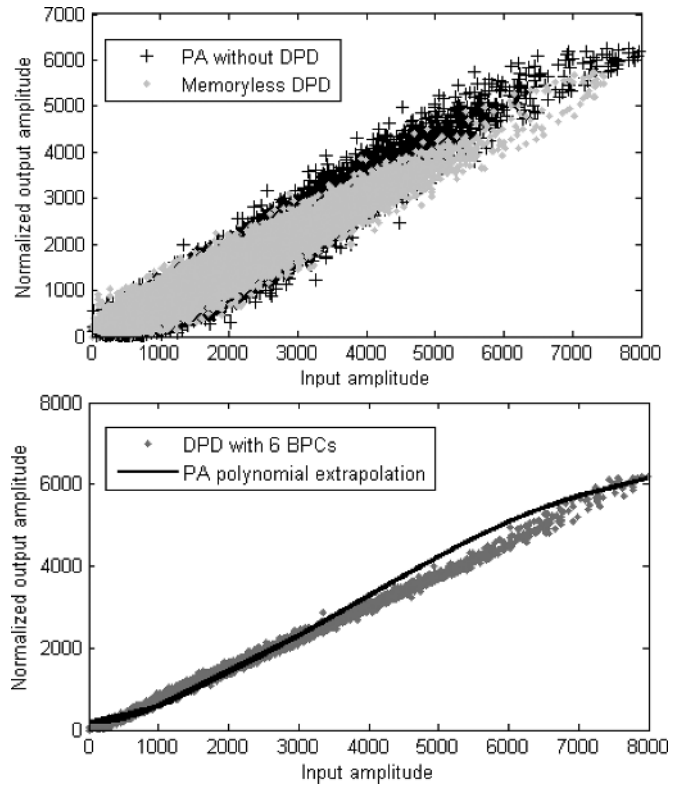 7000
6000
5000
4000
3000
2000
1000
0
Normalized output amplitude
PA without DPD
Memoryless DPD
0 1000 2000 3000 4000 5000 6000 7000 8000
Input amplitude
8000
6000
4000
2000
0
Normalized output amplitude
DPD with 6 BPCs
PA polynomial extrapolation
0 1000 2000 3000 4000 5000 6000 7000 8000
Input amplitude